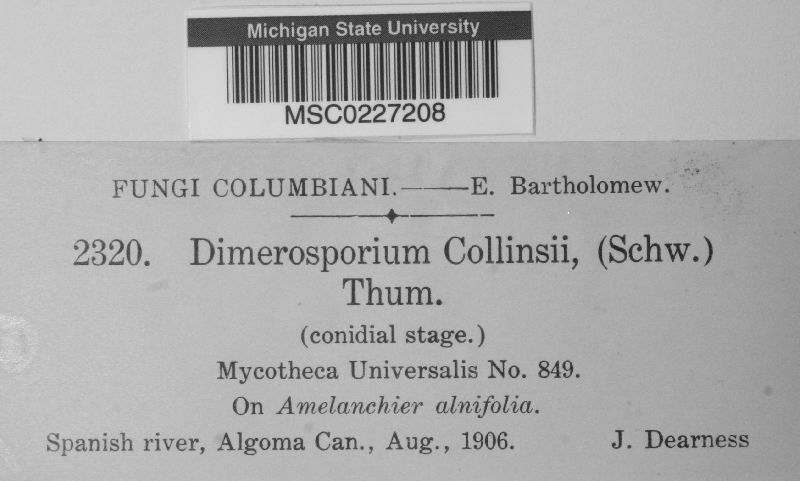 Michigan State University
MSC0227208
FUNGI COLUMBIANI.——E. Bartholomew.
2320. Dimerosporium Collinsii, (Schw.)
Thum.
(conidial stage.)
Mycotheca Universalis No. 849.
On Amelanchier alnifolia.
Spanish river, Algoma Can., Aug., 1906. J. Dearness